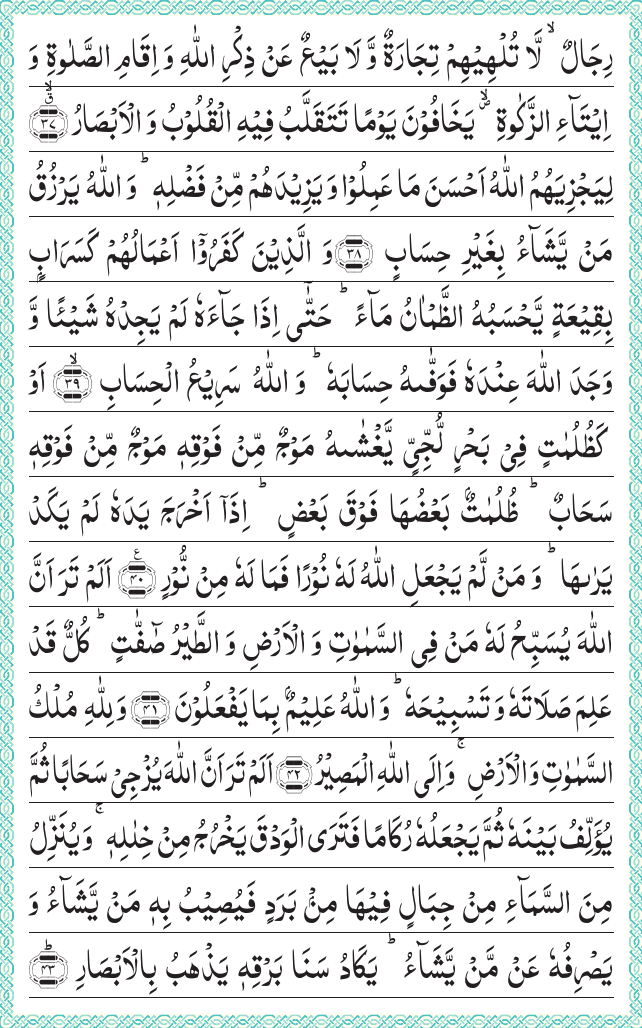 رِجَالٌ ۙ لَّا تُلْهِيْهِمْ تِجَارَةٌ وَّ لَا بَيْعٌ عَنْ ذِكْرِ اللّٰهِ وَ اِقَامِ الصَّلٰوةِ وَ
اِيْتَآءِ الزَّكٰوةِ ۪ۙ يَخَافُوْنَ يَوْمًا تَتَقَلَّبُ فِيْهِ الْقُلُوْبُ وَ الْاَبْصَارُ ﴿۳۷﴾ ۗۙ
لِيَجْزِيَهُمُ اللّٰهُ اَحْسَنَ مَا عَمِلُوْا وَ يَزِيْدَهُمْ مِّنْ فَضْلِهٖ ؕ وَ اللّٰهُ يَرْزُقُ
مَنْ يَّشَآءُ بِغَيْرِ حِسَابٍ ﴿۳۸﴾ وَ الَّذِيْنَ كَفَرُوْۤا اَعْمَالُهُمْ كَسَرَابٍۭ
بِقِيْعَةٍ يَّحْسَبُهُ الظَّمْاٰنُ مَآءً ؕ حَتّٰۤى اِذَا جَآءَهٗ لَمْ يَجِدْهُ شَيْـًٔا وَّ
وَجَدَ اللّٰهَ عِنْدَهٗ فَوَفّٰىهُ حِسَابَهٗ ؕ وَ اللّٰهُ سَرِيْعُ الْحِسَابِ ﴿۳۹﴾ ۙ اَوْ
كَظُلُمٰتٍ فِيْ بَحْرٍ لُّجِّيٍّ يَّغْشٰىهُ مَوْجٌ مِّنْ فَوْقِهٖ مَوْجٌ مِّنْ فَوْقِهٖ
سَحَابٌ ؕ ظُلُمٰتٌۢ بَعْضُهَا فَوْقَ بَعْضٍ ؕ اِذَاۤ اَخْرَجَ يَدَهٗ لَمْ يَكَدْ
يَرٰىهَا ؕ وَ مَنْ لَّمْ يَجْعَلِ اللّٰهُ لَهٗ نُوْرًا فَمَا لَهٗ مِنْ نُّوْرٍ ﴿۴۰﴾ ع اَلَمْ تَرَ اَنَّ
اللّٰهَ يُسَبِّحُ لَهٗ مَنْ فِي السَّمٰوٰتِ وَ الْاَرْضِ وَ الطَّيْرُ صٰٓفّٰتٍ ؕ كُلٌّ قَدْ
عَلِمَ صَلَاتَهٗ وَ تَسْبِيْحَهٗ ؕ وَ اللّٰهُ عَلِيْمٌۢ بِمَا يَفْعَلُوْنَ ﴿۴۱﴾ وَ لِلّٰهِ مُلْكُ
السَّمٰوٰتِ وَ الْاَرْضِ ۚ وَ اِلَى اللّٰهِ الْمَصِيْرُ ﴿۴۲﴾ اَلَمْ تَرَ اَنَّ اللّٰهَ يُزْجِيْ سَحَابًا ثُمَّ
يُؤَلِّفُ بَيْنَهٗ ثُمَّ يَجْعَلُهٗ رُكَامًا فَتَرَى الْوَدْقَ يَخْرُجُ مِنْ خِلٰلِهٖ ۚ وَ يُنَزِّلُ
مِنَ السَّمَآءِ مِنْ جِبَالٍ فِيْهَا مِنْۢ بَرَدٍ فَيُصِيْبُ بِهٖ مَنْ يَّشَآءُ وَ
يَصْرِفُهٗ عَنْ مَّنْ يَّشَآءُ ؕ يَكَادُ سَنَا بَرْقِهٖ يَذْهَبُ بِالْاَبْصَارِ ﴿۴۳﴾ ؕ